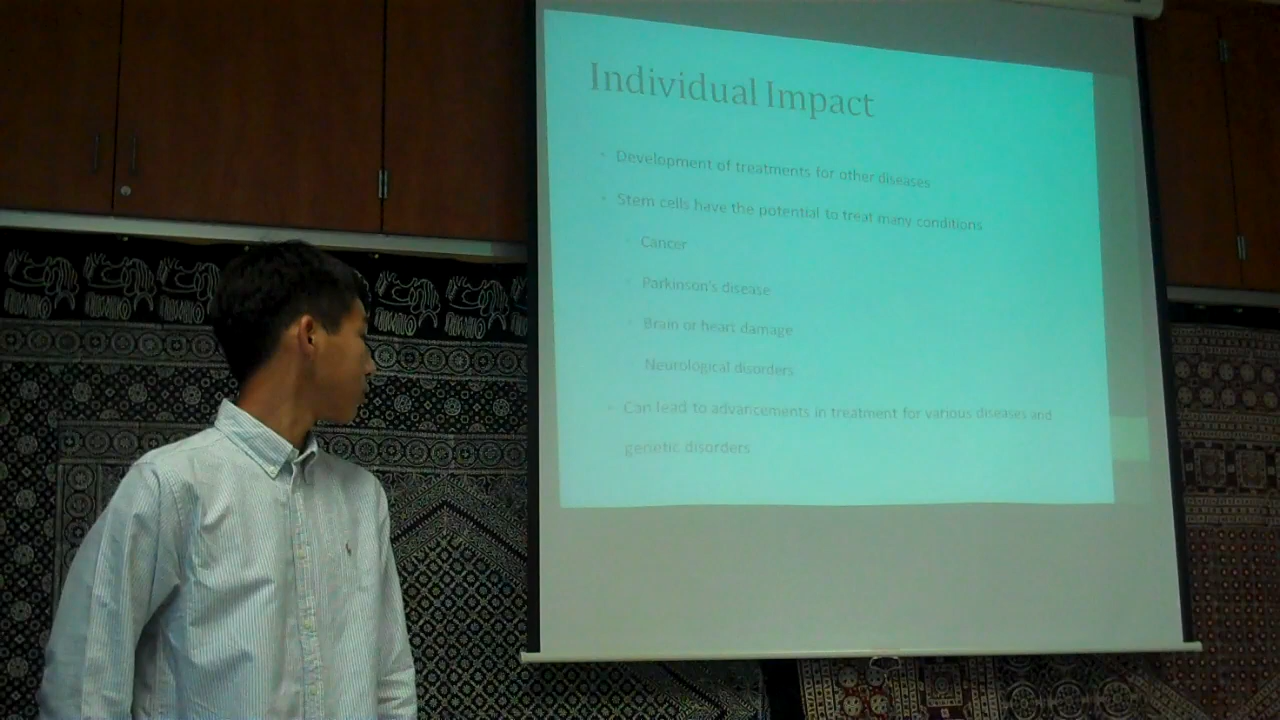 Individual Impact
Development of treatments for other diseases
Stem cells have the potential to treat many conditions
Cancer
Parkinson's disease
Brain or heart damage
Neurological disorders
Can lead to advancements in treatment for various diseases and
genetic disorders